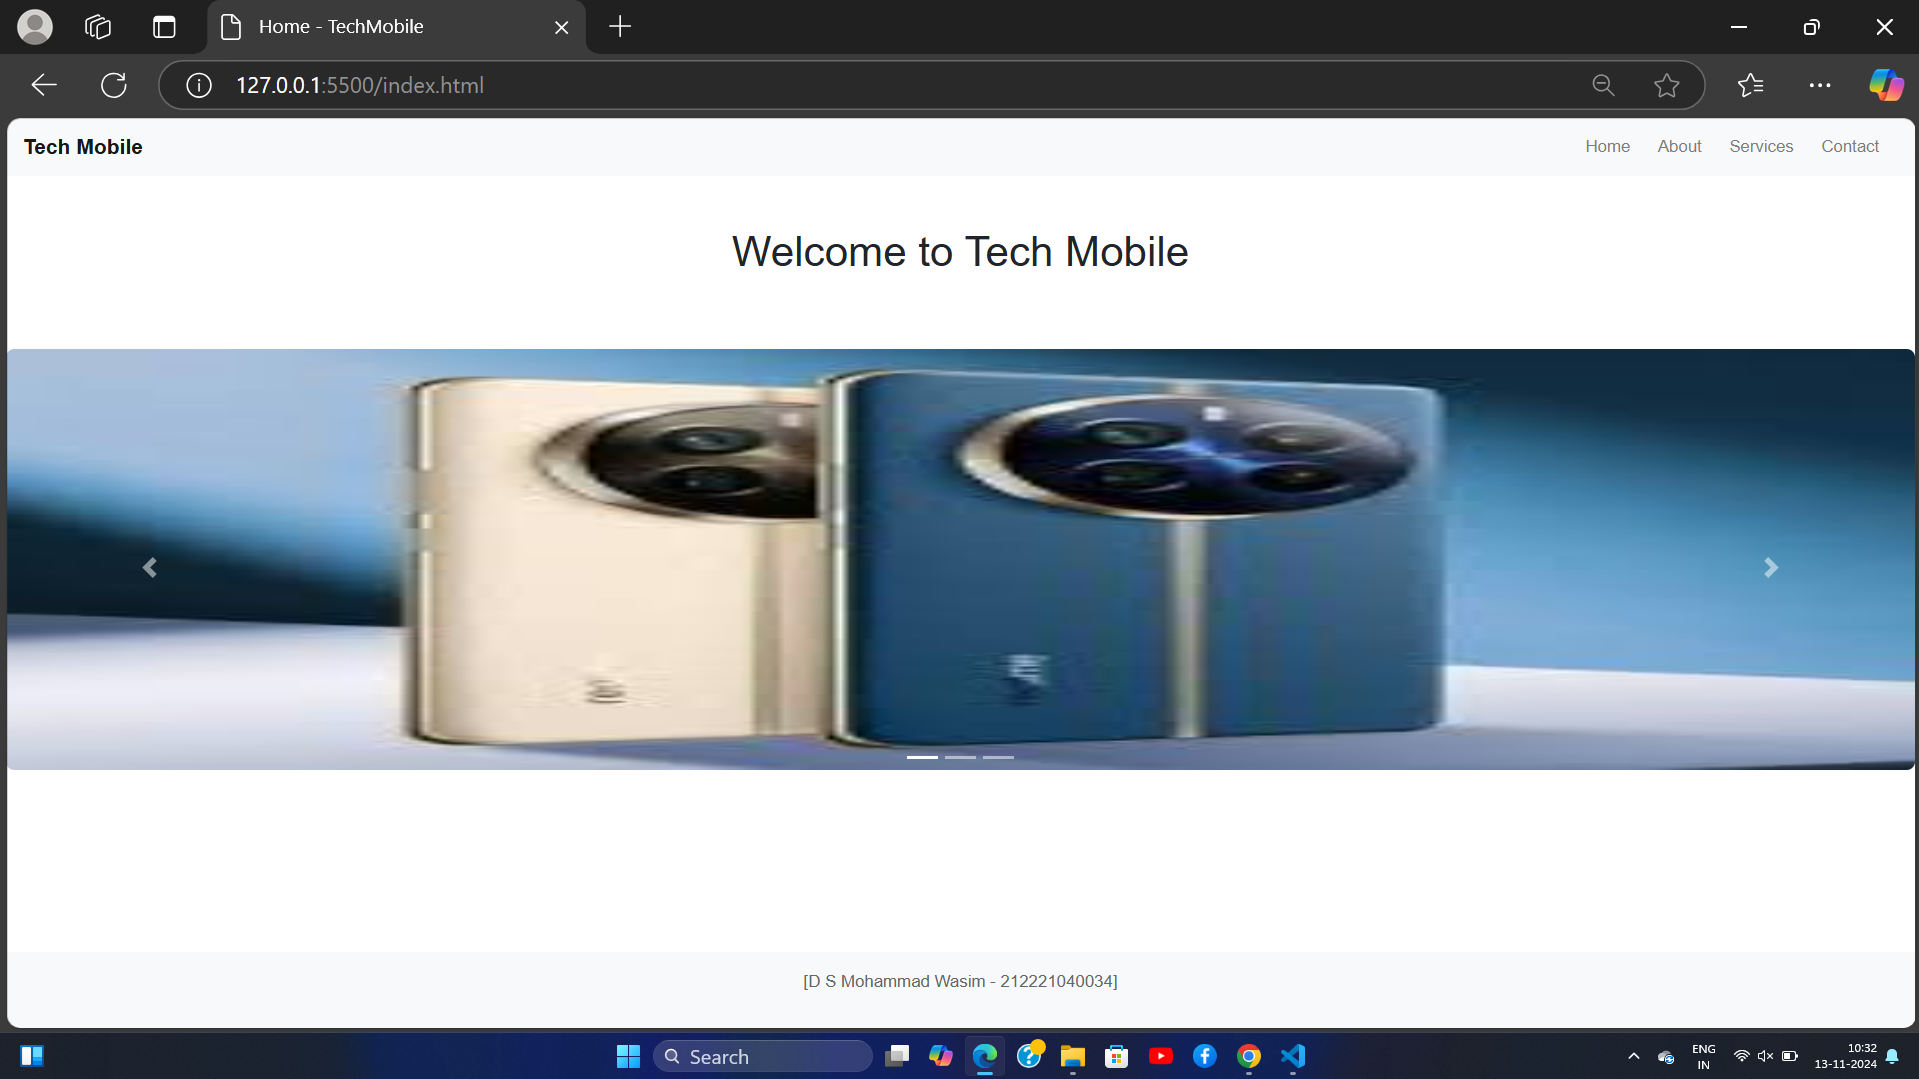 Home - TechMobile
127.0.0.1:5500/index.html
Tech Mobile
Home About Services Contact
Welcome to Tech Mobile
[D S Mohammad Wasim - 212221040034]
Search
ENG
IN
10:32
13-11-2024